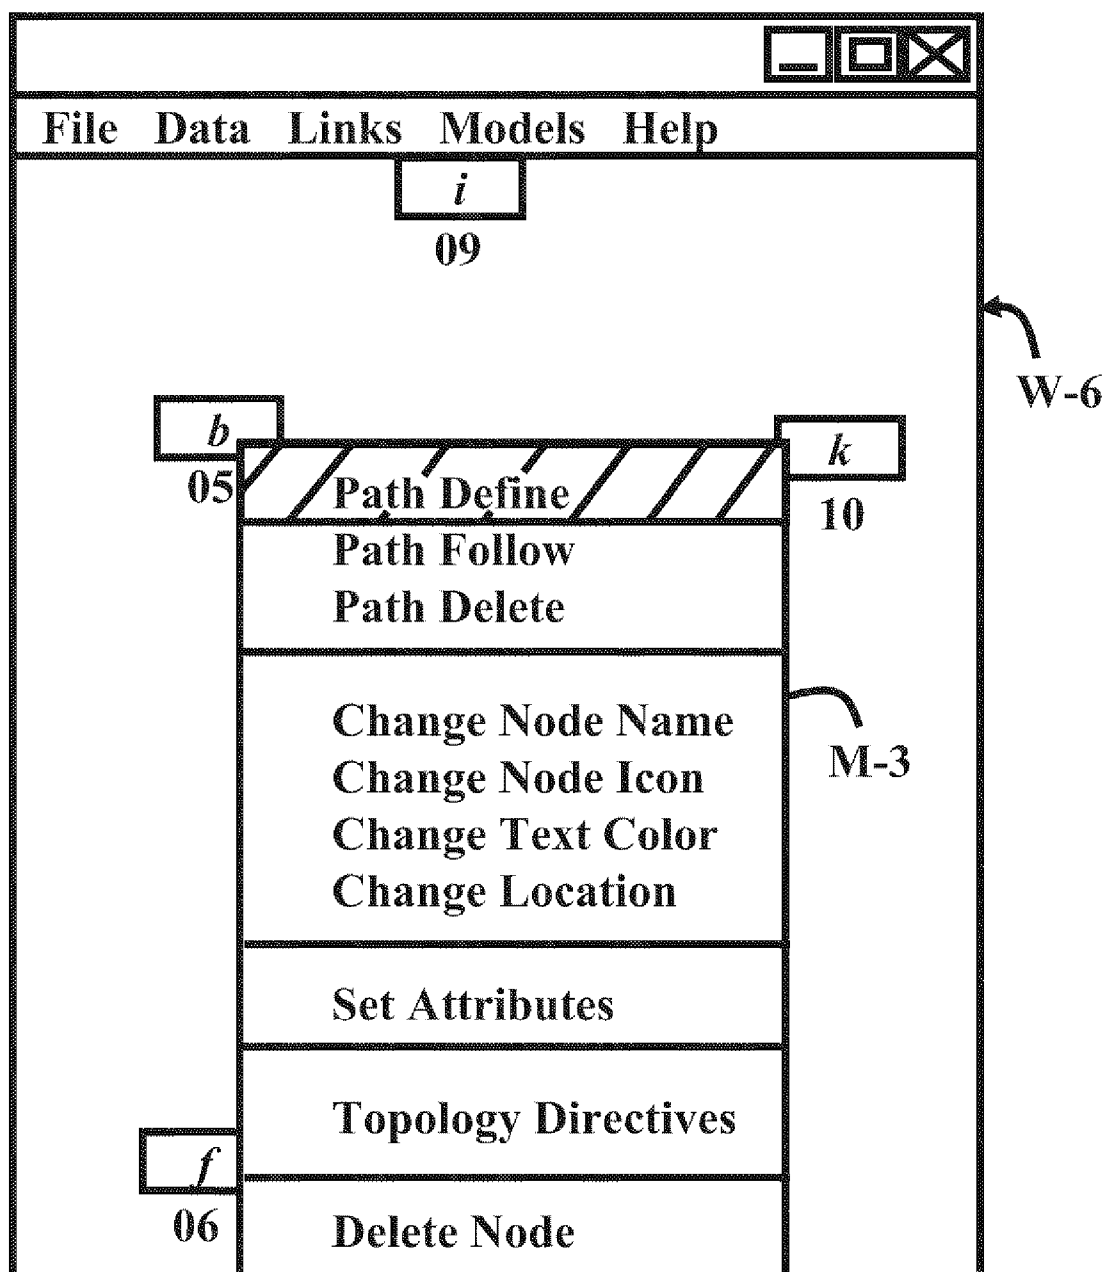 File Data Links Models Help
i
09
W-6
b
05
k
10
Path Define
Path Follow
Path Delete
Change Node Name
M-3
Change Node Icon
Change Text Color
Change Location
Set Attributes
Topology Directives
f
06
Delete Node